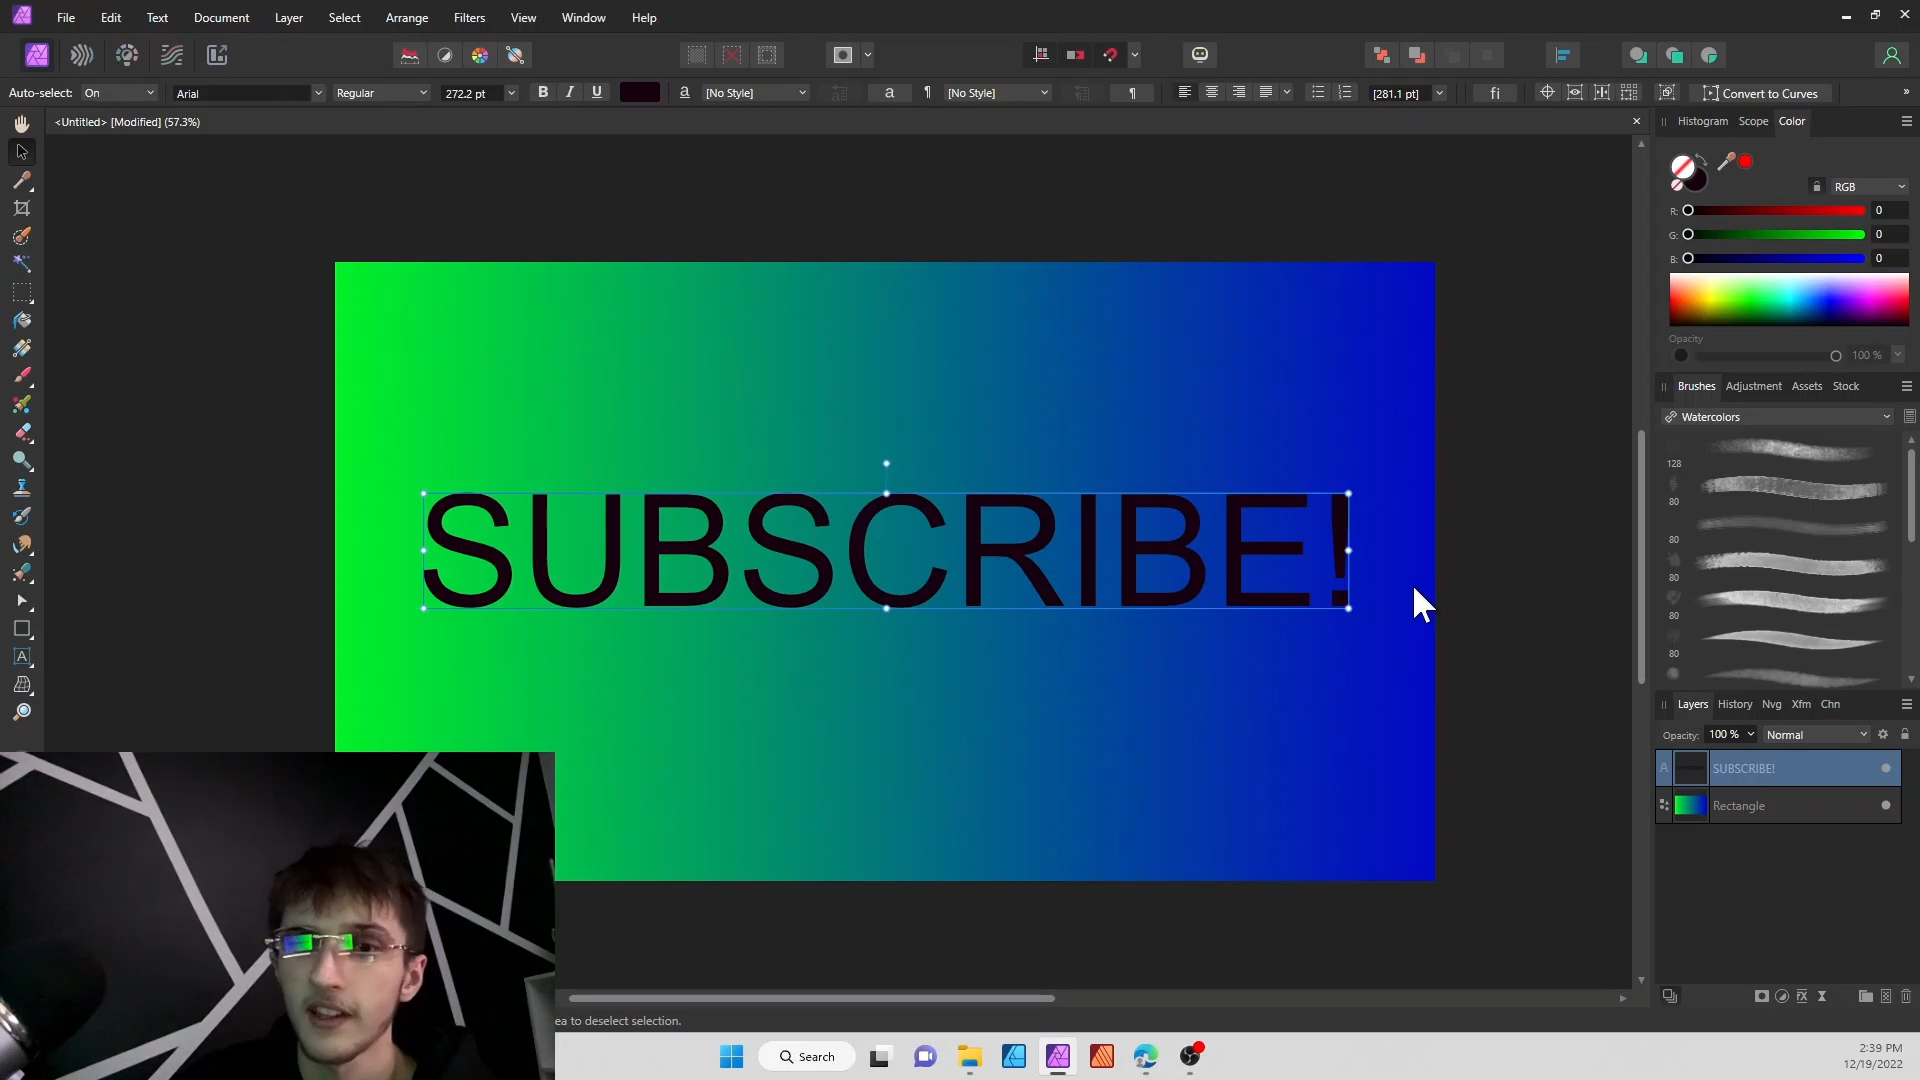 File Edit Text Document Layer Select Arrange Filters View Window Help
Auto-select: On Arial Regular 272.2 pt B I U a [No Style] a ¶ [No Style] ¶ [281.1 pt] fi Convert to Curves »
<Untitled> [Modified] (57.3%)
Histogram Scope Color
RGB
R: 0
G: 0
B: 0
Opacity
100 %
Brushes Adjustment Assets Stock
Watercolors
128
80
80
80
80
80
SUBSCRIBE!
Layers History Nvg Xfm Chn
Opacity: 100 % Normal
A SUBSCRIBE!
Rectangle
ea to deselect selection.
Search
2:39 PM
12/19/2022